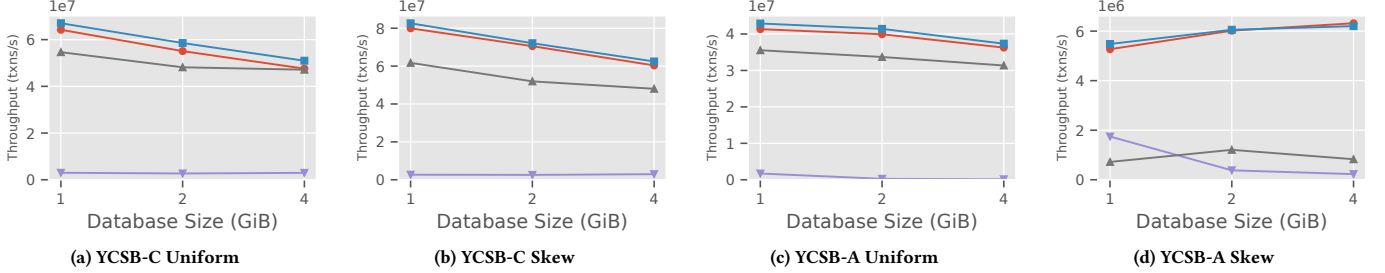 1e7
Throughput (txns/s)
6
4
2
0
1
2
4
Database Size (GiB)
(a) YCSB-C Uniform
1e7
Throughput (txns/s)
8
6
4
2
0
1
2
4
Database Size (GiB)
(b) YCSB-C Skew
1e7
Throughput (txns/s)
4
3
2
1
0
1
2
4
Database Size (GiB)
(c) YCSB-A Uniform
1e6
Throughput (txns/s)
6
4
2
0
1
2
4
Database Size (GiB)
(d) YCSB-A Skew